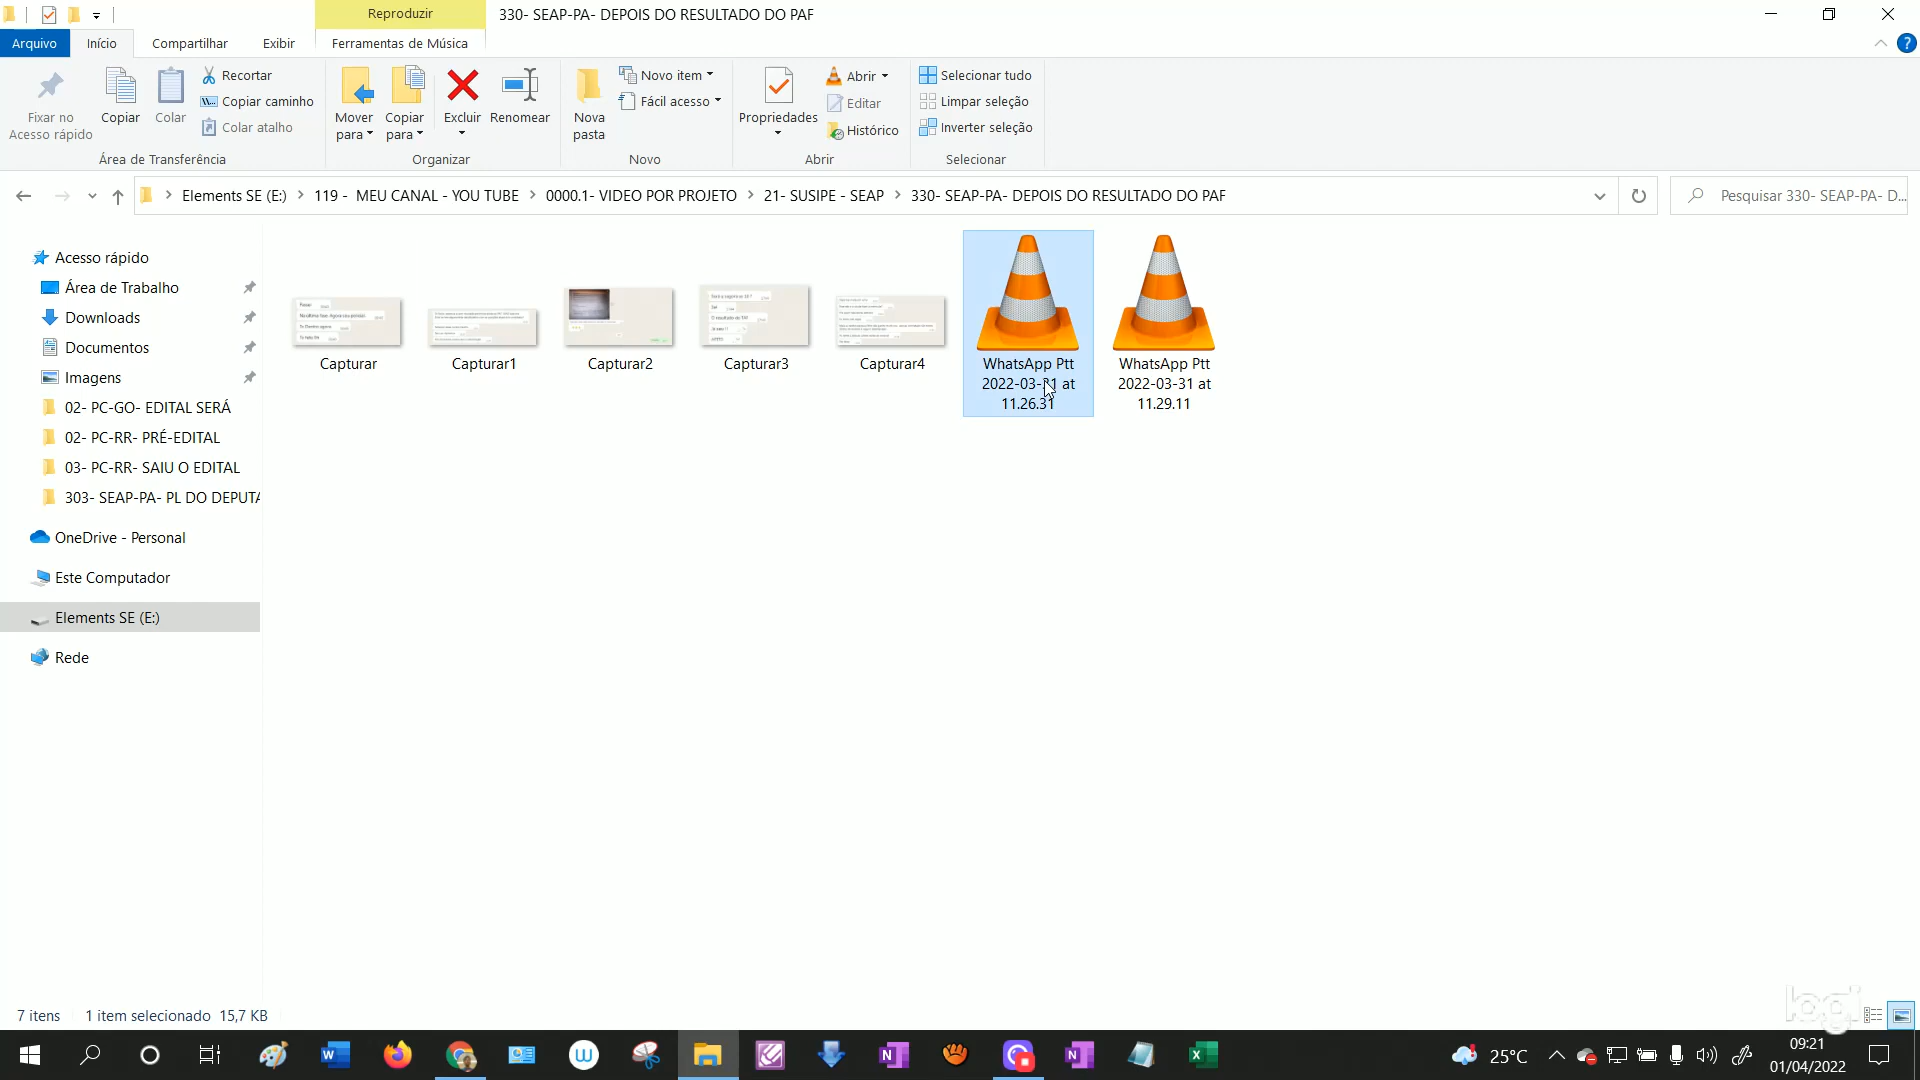 Reproduzir
330- SEAP-PA- DEPOIS DO RESULTADO DO PAF
Arquivo
Início
Compartilhar
Exibir
Ferramentas de Música
Fixar no
Acesso rápido
Copiar
Colar
Recortar
Copiar caminho
Colar atalho
Área de Transferência
Mover
para
Copiar
para
Excluir
Renomear
Organizar
Nova
pasta
Novo item
Fácil acesso
Novo
Propriedades
Abrir
Editar
Histórico
Abrir
Selecionar tudo
Limpar seleção
Inverter seleção
Selecionar
Elements SE (E:)
119 - MEU CANAL - YOU TUBE
0000.1- VIDEO POR PROJETO
21- SUSIPE - SEAP
330- SEAP-PA- DEPOIS DO RESULTADO DO PAF
Pesquisar 330- SEAP-PA- D...
Acesso rápido
Área de Trabalho
Downloads
Documentos
Imagens
02- PC-GO- EDITAL SERÁ
02- PC-RR- PRÉ-EDITAL
03- PC-RR- SAIU O EDITAL
303- SEAP-PA- PL DO DEPUTA
OneDrive - Personal
Este Computador
Elements SE (E:)
Rede
Capturar
Capturar1
Capturar2
Capturar3
Capturar4
WhatsApp Ptt
2022-03-31 at
11.26.31
WhatsApp Ptt
2022-03-31 at
11.29.11
7 itens
1 item selecionado 15,7 KB
logi
25°C
09:21
01/04/2022